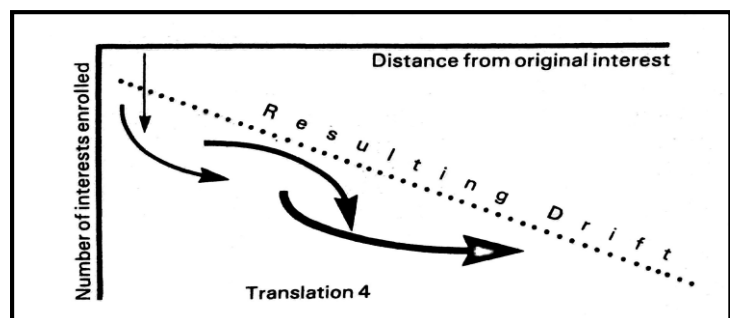 Distance from original interest
Number of interests enrolled
Resulting Drift
Translation 4